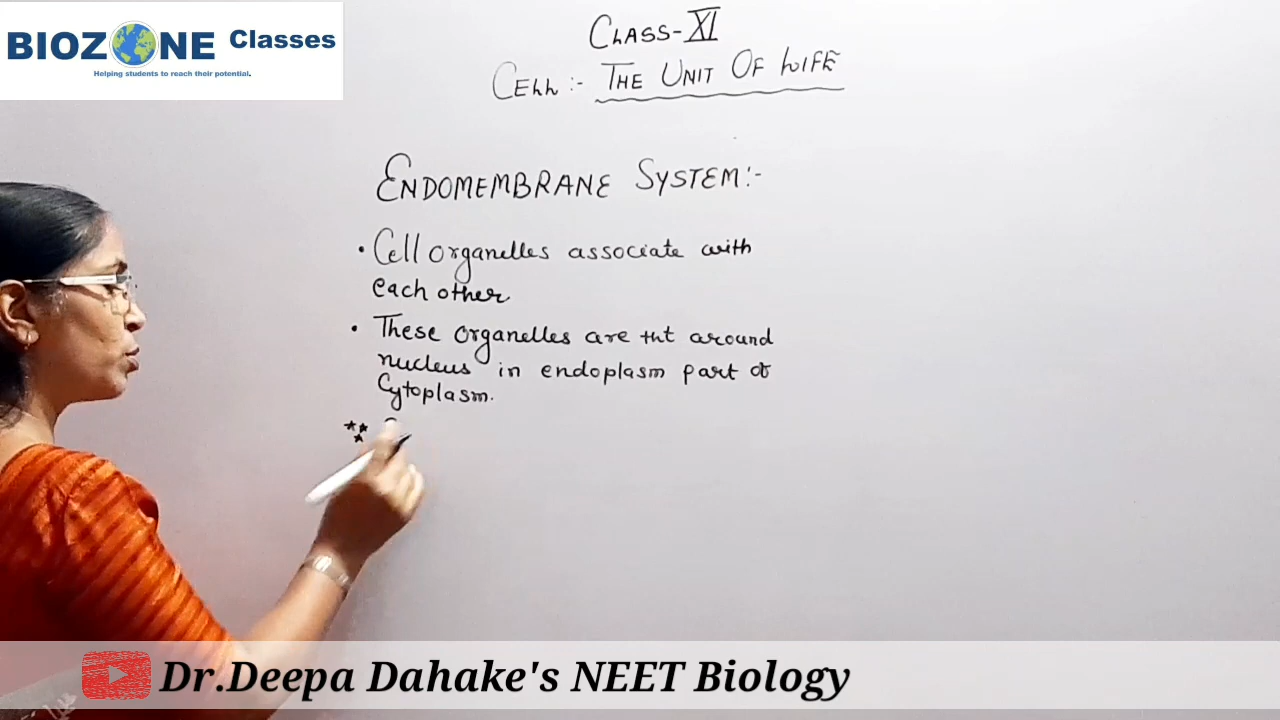 BIOZONE Classes
Helping students to reach their potential.
CLASS-XI
CELL :- THE UNIT OF LIFE
ENDOMEMBRANE SYSTEM:-
• Cell organelles associate with
each other
• These organelles are tht around
nucleus in endoplasm part of
Cytoplasm.
Dr.Deepa Dahake's NEET Biology